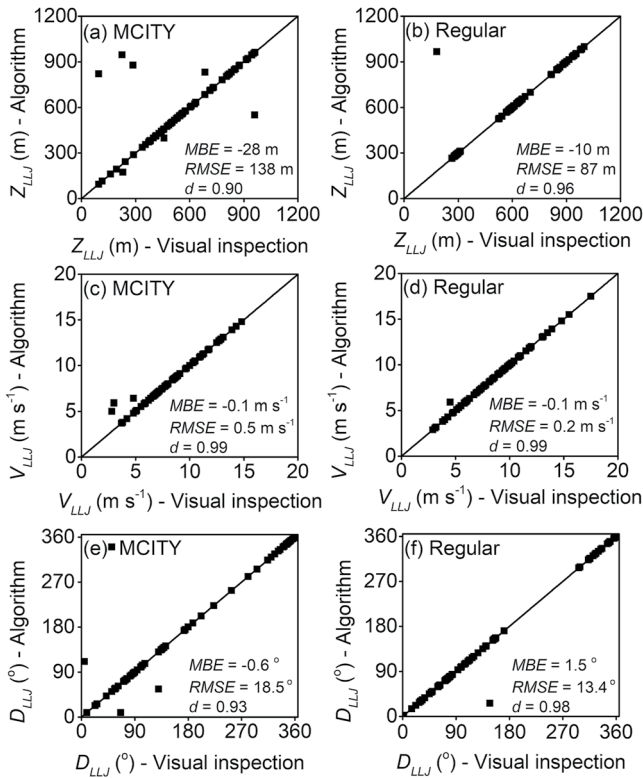 (a) MCITY
Z_LLJ (m) - Algorithm
1200
900
600
300
0
MBE = -28 m
RMSE = 138 m
d = 0.90
0 300 600 900 1200
Z_LLJ (m) - Visual inspection
(b) Regular
Z_LLJ (m) - Algorithm
1200
900
600
300
0
MBE = -10 m
RMSE = 87 m
d = 0.96
0 300 600 900 1200
Z_LLJ (m) - Visual inspection
(c) MCITY
V_LLJ (m s⁻¹) - Algorithm
20
15
10
5
0
MBE = -0.1 m s⁻¹
RMSE = 0.5 m s⁻¹
d = 0.99
0 5 10 15 20
V_LLJ (m s⁻¹) - Visual inspection
(d) Regular
V_LLJ (m s⁻¹) - Algorithm
20
15
10
5
0
MBE = -0.1 m s⁻¹
RMSE = 0.2 m s⁻¹
d = 0.99
0 5 10 15 20
V_LLJ (m s⁻¹) - Visual inspection
(e) MCITY
D_LLJ (°) - Algorithm
360
270
180
90
0
MBE = -0.6 °
RMSE = 18.5 °
d = 0.93
0 90 180 270 360
D_LLJ (°) - Visual inspection
(f) Regular
D_LLJ (°) - Algorithm
360
270
180
90
0
MBE = 1.5 °
RMSE = 13.4 °
d = 0.98
0 90 180 270 360
D_LLJ (°) - Visual inspection